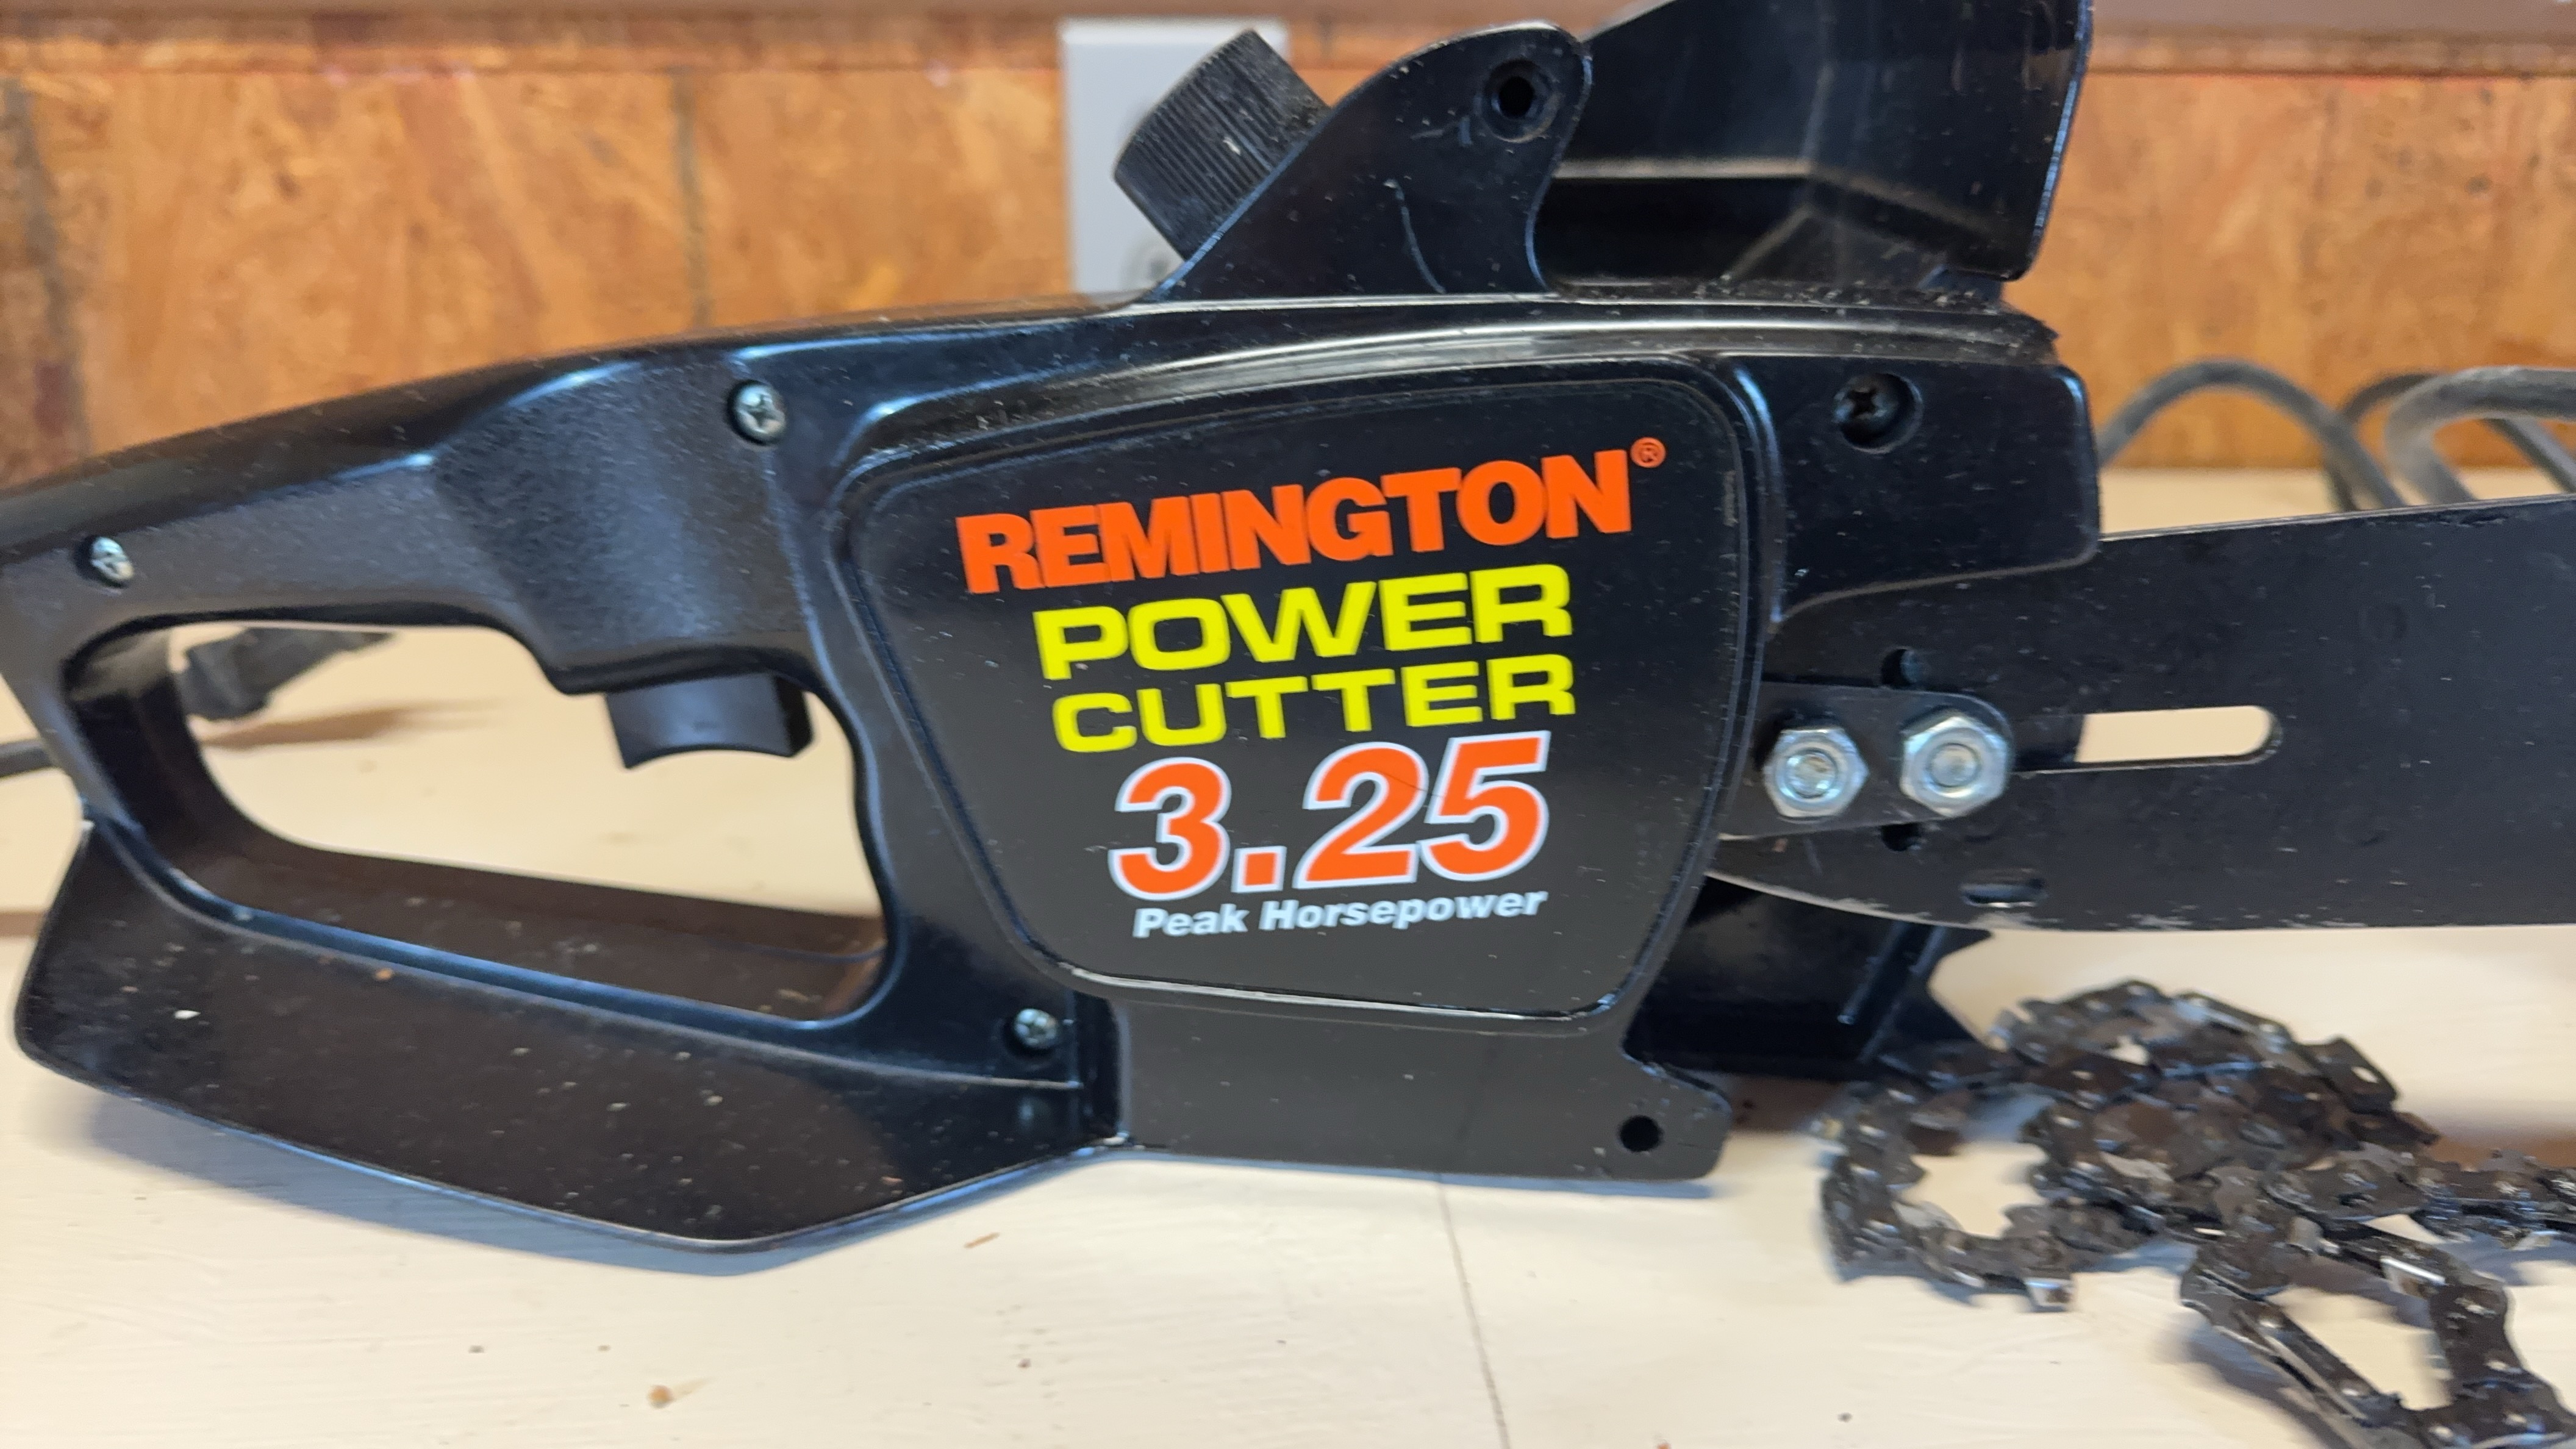 REMINGTON®
POWER
CUTTER
3.25
Peak Horsepower